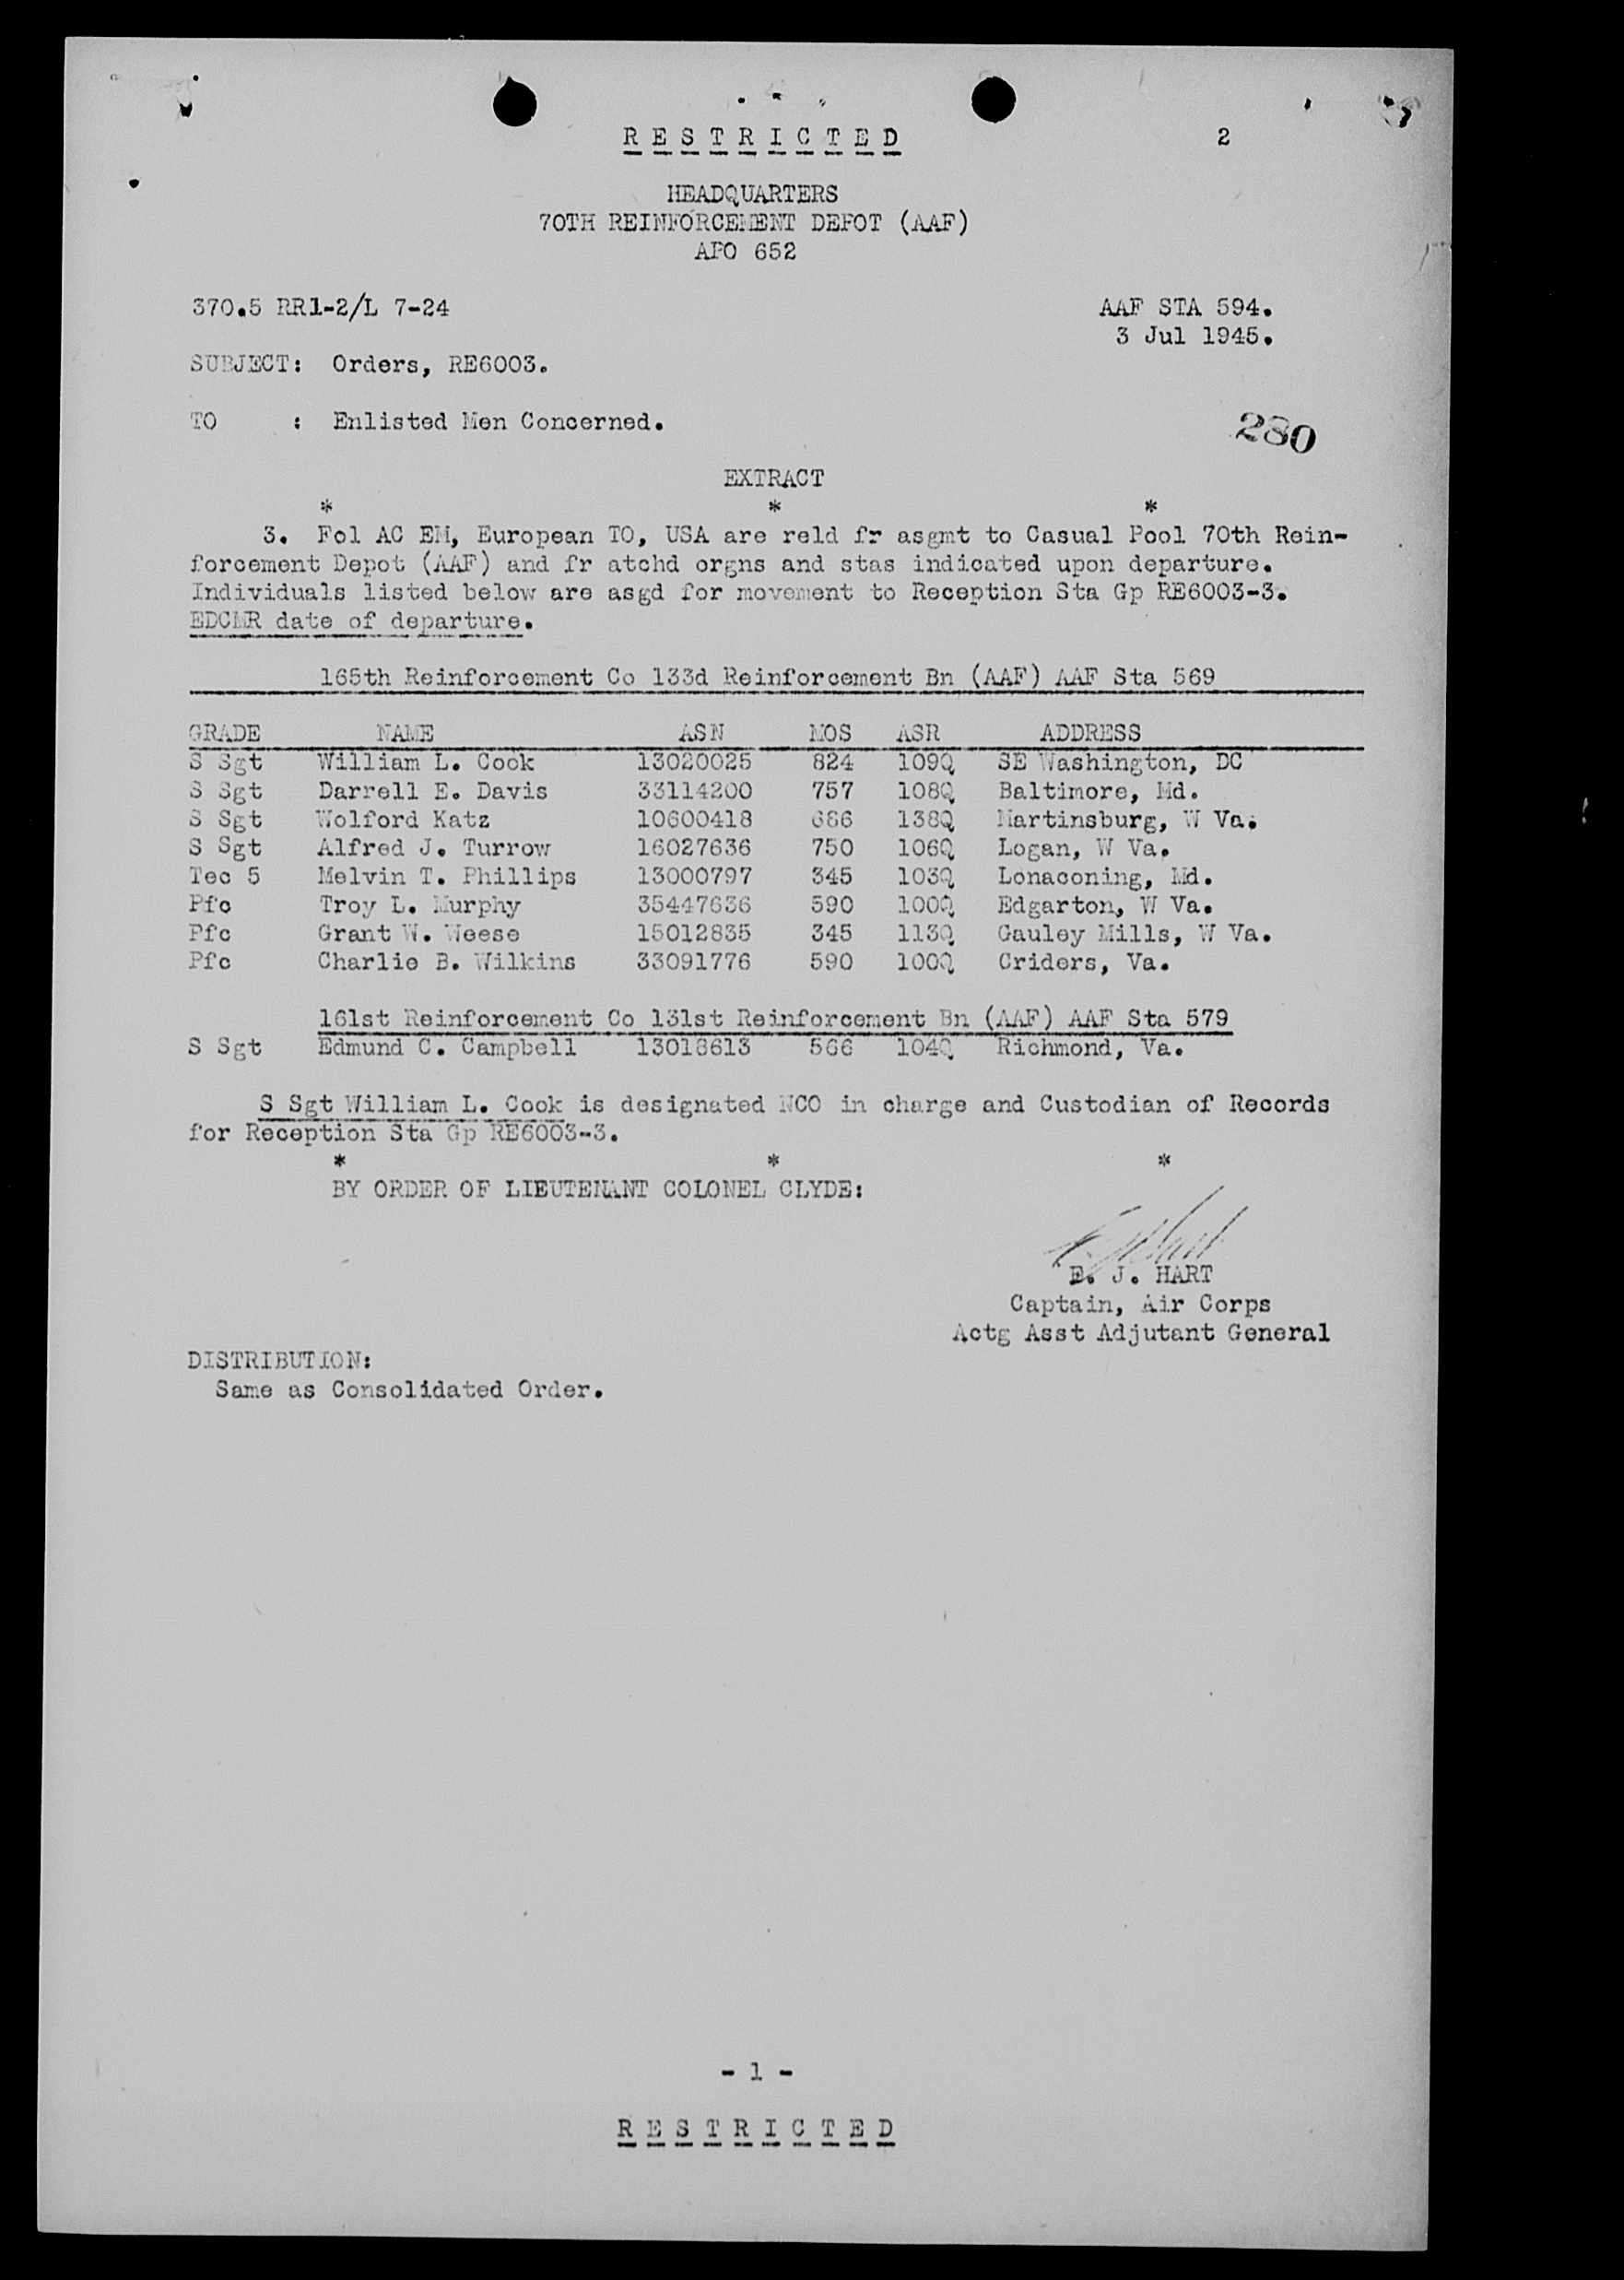 R E S T R I C T E D 2
HEADQUARTERS
70TH REINFORCEMENT DEPOT (AAF)
APO 652
370.5 RR1-2/L 7-24 AAF STA 594.
3 Jul 1945.
SUBJECT: Orders, RE6003.
TO : Enlisted Men Concerned.
280
EXTRACT
* * *
3. Fol AC EM, European TO, USA are reld fr asgmt to Casual Pool 70th Rein-
forcement Depot (AAF) and fr atchd orgns and stas indicated upon departure.
Individuals listed below are asgd for movement to Reception Sta Gp RE6003-3.
EDCMR date of departure.
165th Reinforcement Co 133d Reinforcement Bn (AAF) AAF Sta 569
GRADE NAME ASN MOS ASR ADDRESS
S Sgt William L. Cook 13020025 824 109Q SE Washington, DC
S Sgt Darrell E. Davis 33114200 757 108Q Baltimore, Md.
S Sgt Wolford Katz 10600418 686 138Q Martinsburg, W Va.
S Sgt Alfred J. Turrow 16027636 750 106Q Logan, W Va.
Tec 5 Melvin T. Phillips 13000797 345 103Q Lonaconing, Md.
Pfc Troy L. Murphy 35447636 590 100Q Edgarton, W Va.
Pfc Grant W. Weese 15012835 345 113Q Gauley Mills, W Va.
Pfc Charlie B. Wilkins 33091776 590 100Q Criders, Va.
161st Reinforcement Co 131st Reinforcement Bn (AAF) AAF Sta 579
S Sgt Edmund C. Campbell 13018613 566 104Q Richmond, Va.
S Sgt William L. Cook is designated NCO in charge and Custodian of Records
for Reception Sta Gp RE6003-3.
* * *
BY ORDER OF LIEUTENANT COLONEL CLYDE:
E. J. HART
Captain, Air Corps
Actg Asst Adjutant General
DISTRIBUTION:
Same as Consolidated Order.
- 1 -
R E S T R I C T E D